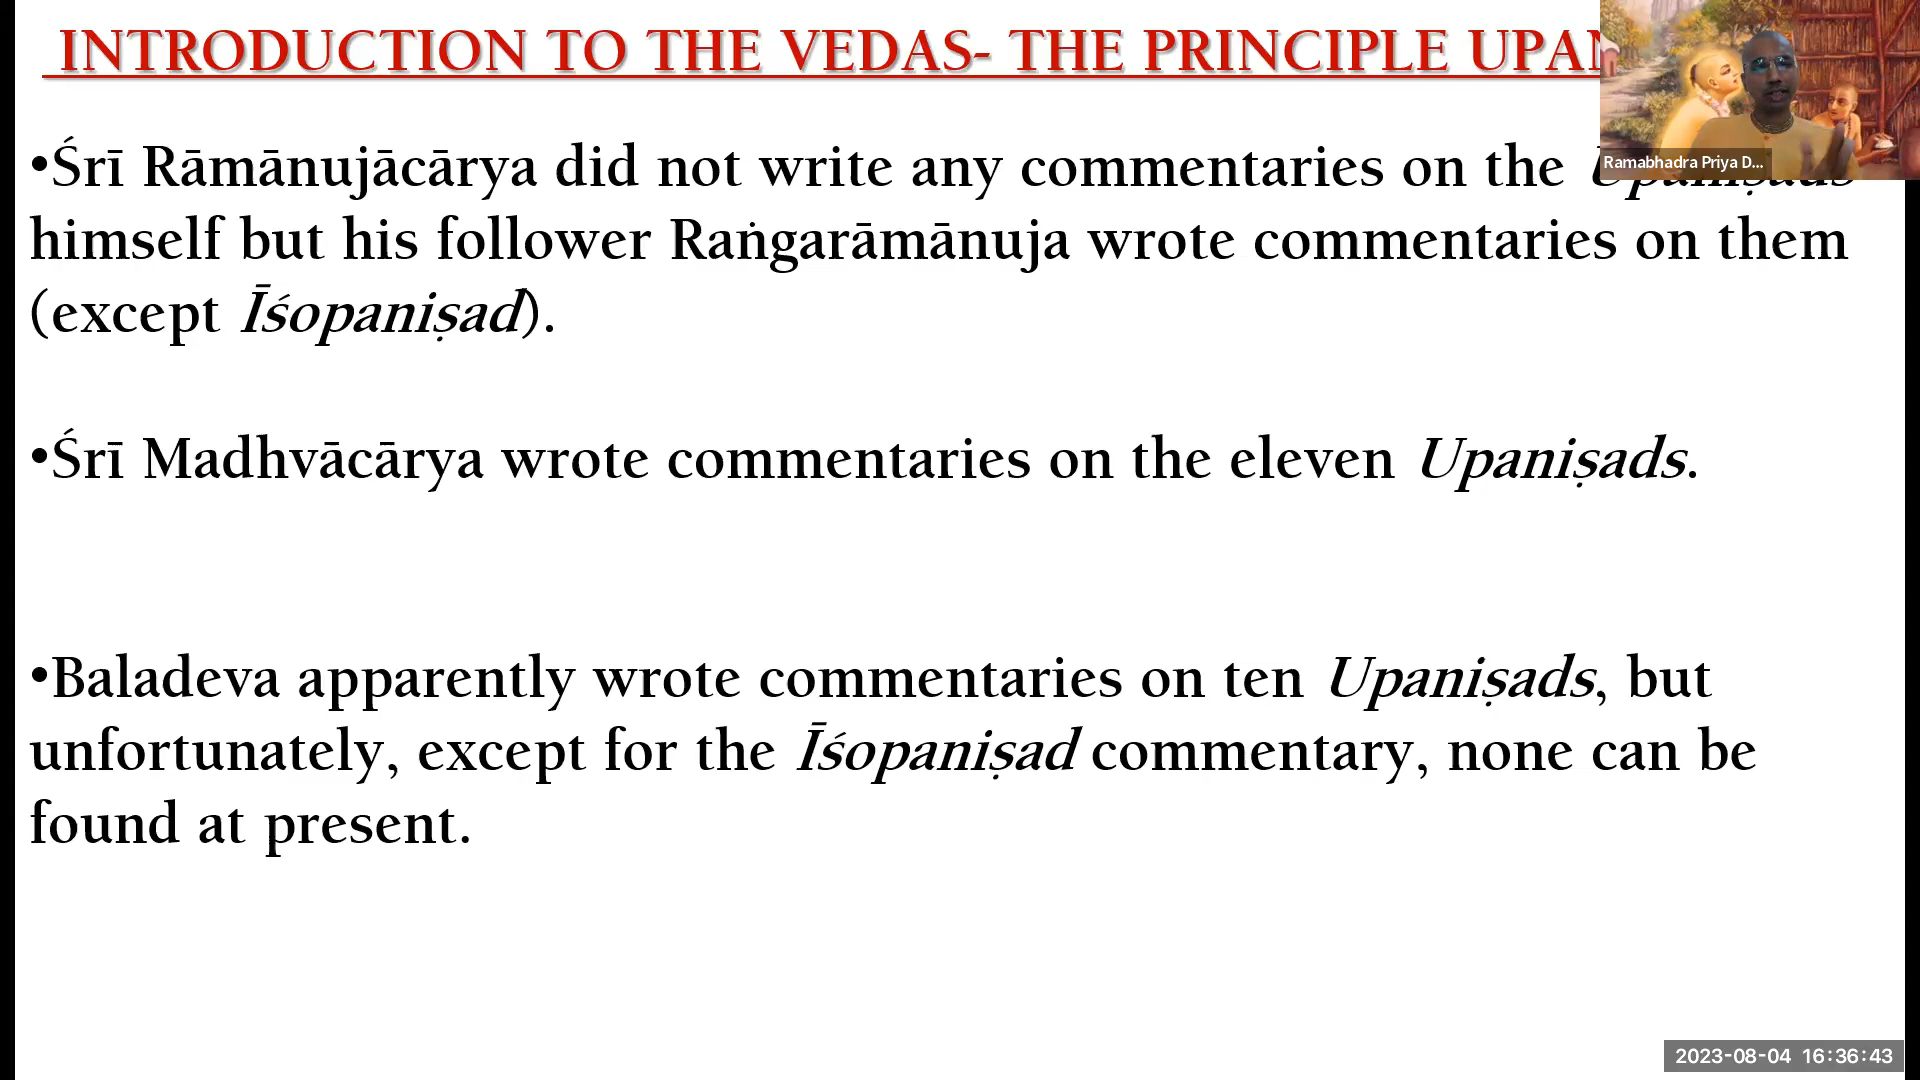 INTRODUCTION TO THE VEDAS- THE PRINCIPLE
Ramabhadra Priya D...
•Śrī Rāmānujācārya did not write any commentaries on the
himself but his follower Raṅgarāmānuja wrote commentaries on them
(except Īśopaniṣad).
•Śrī Madhvācārya wrote commentaries on the eleven Upaniṣads.
•Baladeva apparently wrote commentaries on ten Upaniṣads, but
unfortunately, except for the Īśopaniṣad commentary, none can be
found at present.
2023-08-04 16:36:43